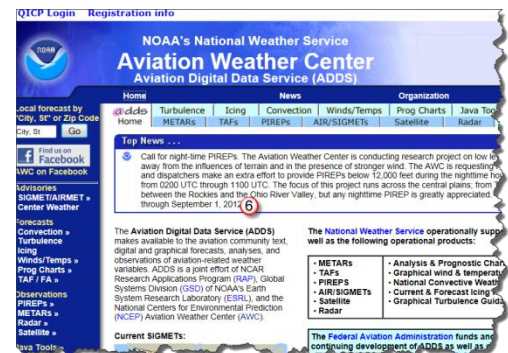 QICP Login Registration info
NOAA
NOAA's National Weather Service
Aviation Weather Center
Aviation Digital Data Service (ADDS)
Home News Organization
Local forecast by
"City, St" or Zip Code
City, St Go
Find us on
Facebook
AWC on Facebook
Advisories
SIGMET/AIRMET »
Center Weather
Forecasts
Convection »
Turbulence
Icing
Winds/Temps »
Prog Charts »
TAF / FA »
Observations
PIREPs »
METARs »
Radar »
Satellite »
Java Tools
adds Turbulence Icing Convection Winds/Temps Prog Charts Java
Home METARs TAFs PIREPs AIR/SIGMETs Satellite Radar
Top News . . .
Call for night-time PIREPs. The Aviation Weather Center is conducting research project on low
away from the influences of terrain and in the presence of stronger wind. The AWC is requesting
and dispatchers make an extra effort to provide PIREPs below 12,000 feet during the nighttime
from 0200 UTC through 1100 UTC. The focus of this project runs across the central plains; from
between the Rockies and the Ohio River Valley, but any nighttime PIREP is greatly appreciated.
through September 1,
6
The Aviation Digital Data Service (ADDS)
makes available to the aviation community text,
digital and graphical forecasts, analyses, and
observations of aviation-related weather
variables. ADDS is a joint effort of NCAR
Research Applications Program (RAP), Global
Systems Division (GSD) of NOAA's Earth
System Research Laboratory (ESRL), and the
National Centers for Environmental Prediction
(NCEP) Aviation Weather Center (AWC).
Current SIGMETs:
The National Weather Service operationally
well as the following operational products:
• METARs
• TAFs
• PIREPS
• AIR/SIGMETs
• Satellite
• Radar
• Analysis & Prognostic
• Graphical wind &
• National Convective
• Current & Forecast Icing
• Graphical Turbulence
The Federal Aviation Administration funds
continuing development of ADDS as well as